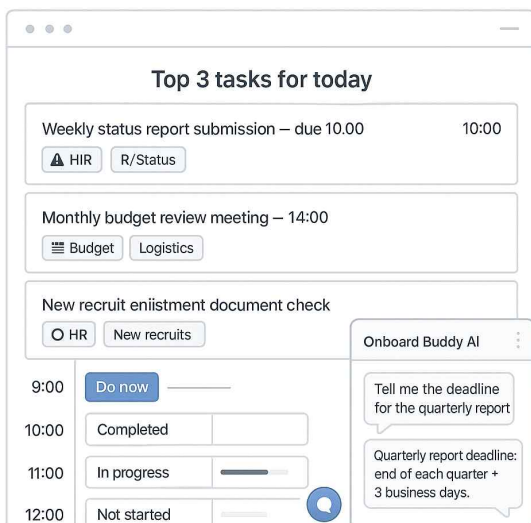 Top 3 tasks for today
Weekly status report submission – due 10.00 10:00
HIR R/Status
Monthly budget review meeting – 14:00
Budget Logistics
New recruit eniistment document check
HR New recruits
9:00 Do now
10:00 Completed
11:00 In progress
12:00 Not started
Onboard Buddy AI
Tell me the deadline
for the quarterly report
Quarterly report deadline:
end of each quarter +
3 business days.